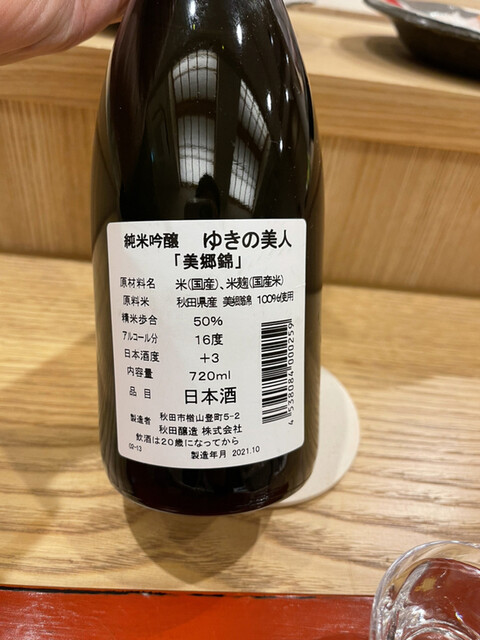 純米吟醸 ゆきの美人
「美郷錦」
原材料名 米(国産)、米麹(国産米)
原料米 秋田県産 美郷錦 100%使用
精米歩合 50%
アルコール分 16度
日本酒度 +3
内容量 720ml
品目 日本酒
製造者 秋田市楢山登町5-2
秋田醸造 株式会社
飲酒は20歳になってから
02-13 製造年月 2021.10
4 538084 000259